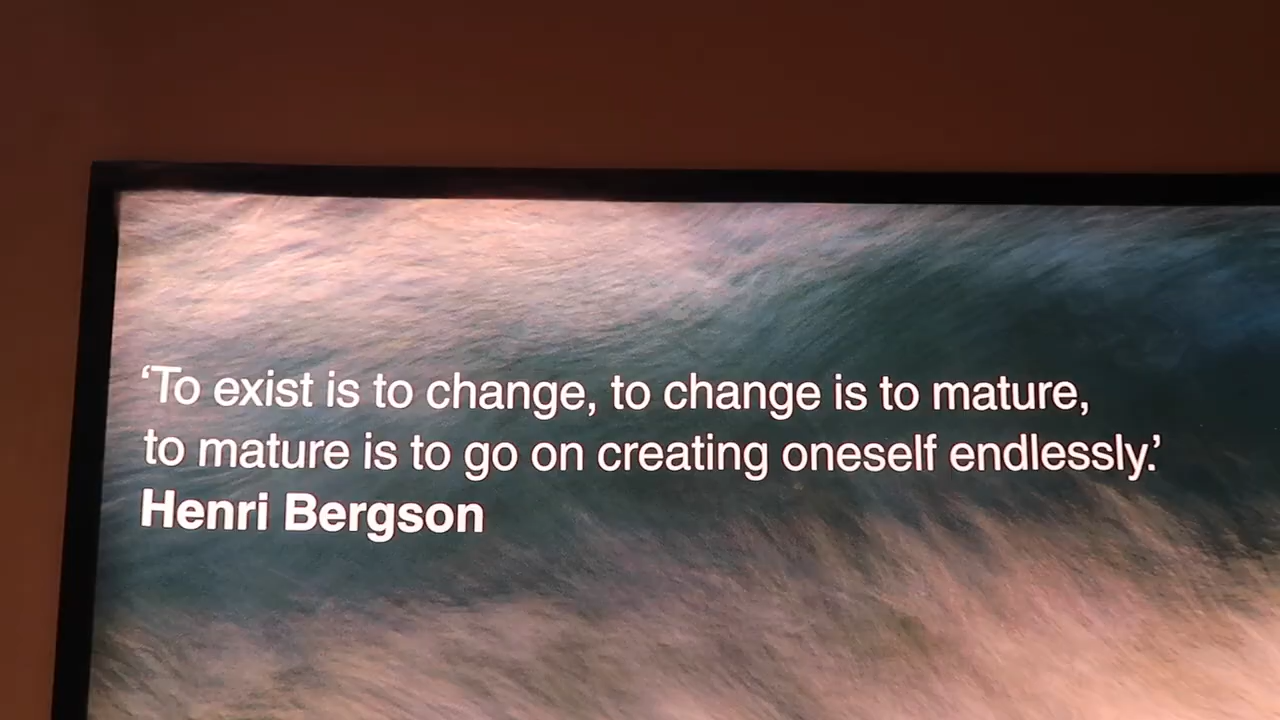 ‘To exist is to change, to change is to mature,
to mature is to go on creating oneself endlessly.’
Henri Bergson